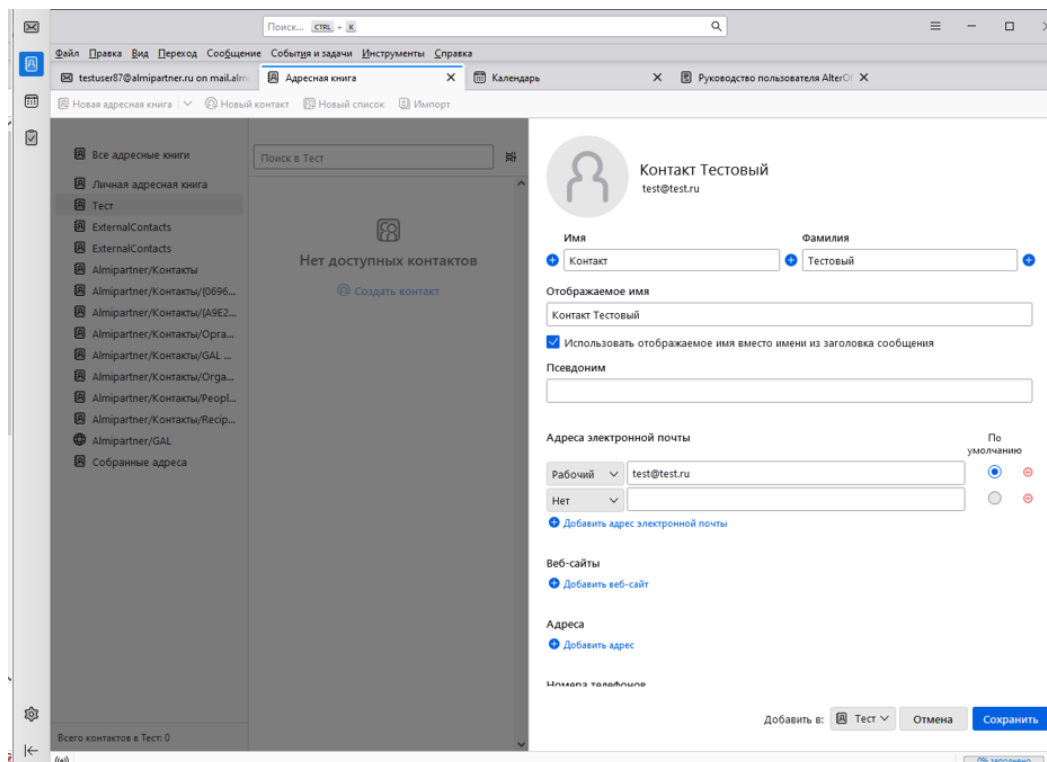 Поиск... CTRL + K
Файл Правка Вид Переход Сообщение События и задачи Инструменты Справка
testuser87@almipartner.ru on mail.alm
Адресная книга
Календарь
Руководство пользователя AlterO
Новая адресная книга
Новый контакт
Новый список
Импорт
Все адресные книги
Личная адресная книга
Тест
ExternalContacts
ExternalContacts
Almipartner/Контакты
Almipartner/Контакты/{0696...
Almipartner/Контакты/{A9E2...
Almipartner/Контакты/Opra...
Almipartner/Контакты/GAL ...
Almipartner/Контакты/Orga...
Almipartner/Контакты/Peopl...
Almipartner/Контакты/Recip...
Almipartner/GAL
Собранные адреса
Всего контактов в Тест: 0
Поиск в Тест
Нет доступных контактов
Создать контакт
Контакт Тестовый
test@test.ru
Имя
Фамилия
Контакт
Тестовый
Отображаемое имя
Контакт Тестовый
Использовать отображаемое имя вместо имени из заголовка сообщения
Псевдоним
Адреса электронной почты
По умолчанию
Рабочий
test@test.ru
Нет
Добавить адрес электронной почты
Веб-сайты
Добавить веб-сайт
Адреса
Добавить адрес
Номера телефонов
Добавить в: Тест
Отмена
Сохранить
0% заполнено